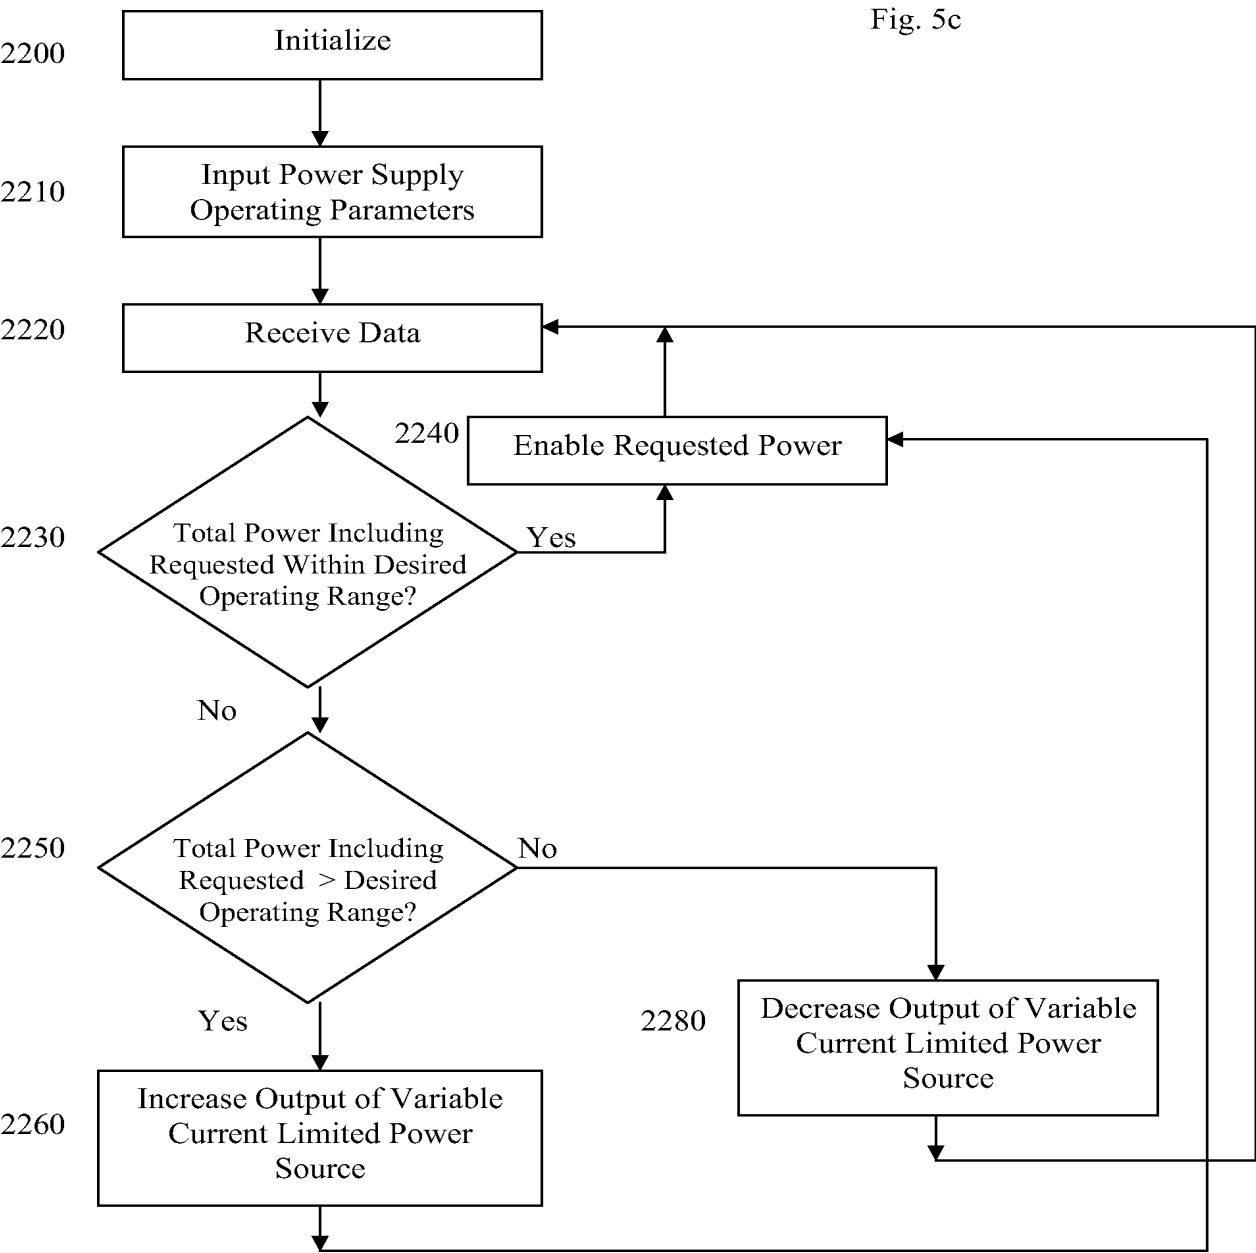 Fig. 5c
2200
Initialize
2210
Input Power Supply
Operating Parameters
2220
Receive Data
2240
Enable Requested Power
2230
Total Power Including
Requested Within Desired
Operating Range?
Yes
No
2250
Total Power Including
Requested > Desired
Operating Range?
No
Yes
2280
Decrease Output of Variable
Current Limited Power
Source
2260
Increase Output of Variable
Current Limited Power
Source